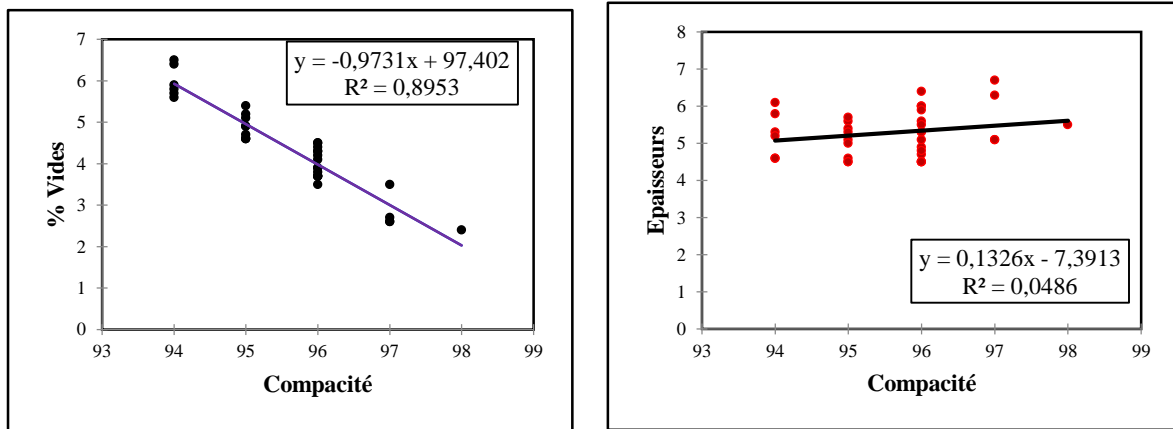 7
6
5
4
3
2
1
0
% Vides
y = -0,9731x + 97,402
R² = 0,8953
93 94 95 96 97 98 99
Compacité
8
7
6
5
4
3
2
1
0
Epaisseurs
y = 0,1326x - 7,3913
R² = 0,0486
93 94 95 96 97 98 99
Compacité